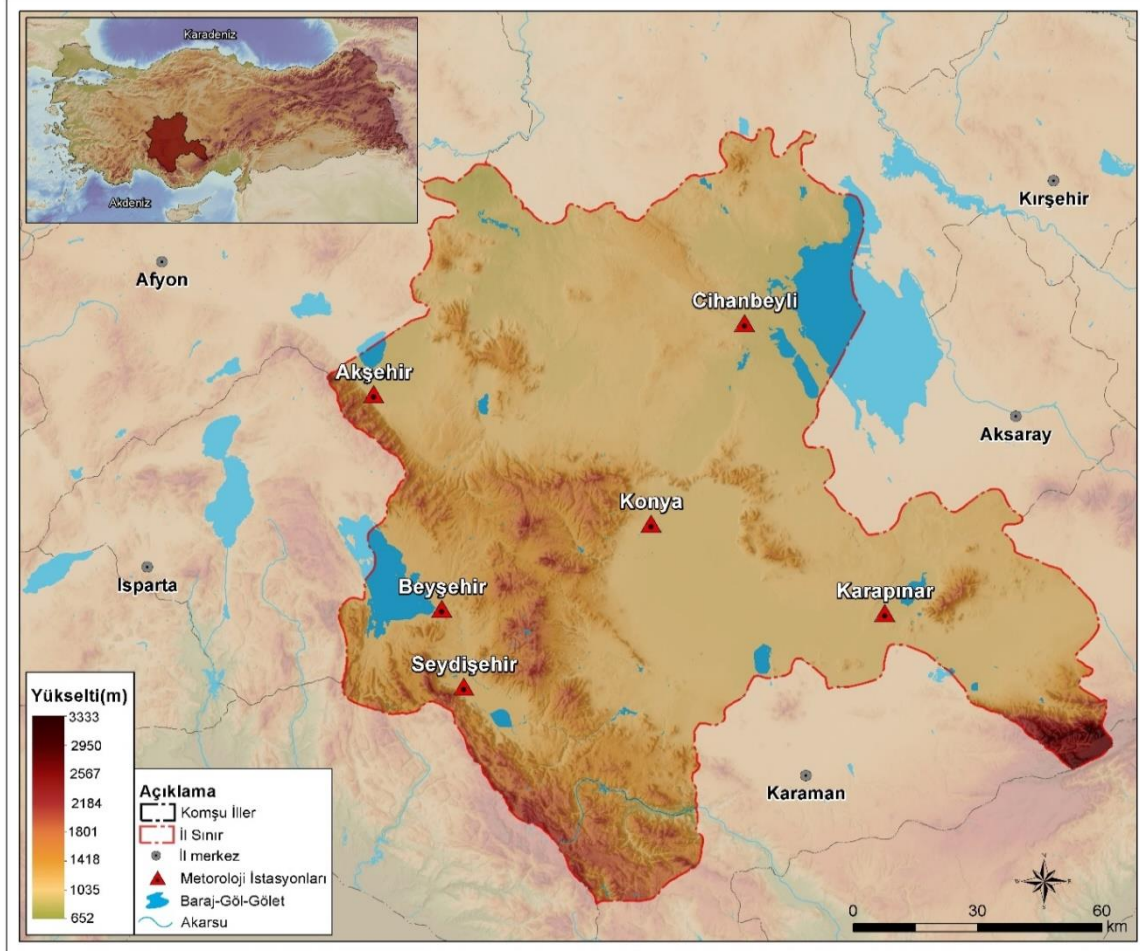 Karadeniz
Akdeniz
Kırşehir
Afyon
Cihanbeyli
Akşehir
Aksaray
Konya
Isparta
Beyşehir
Karapınar
Seydişehir
Karaman
Yükselti(m)
3333
2950
2567
2184
1801
1418
1035
652
Açıklama
Komşu İller
İl Sınır
İl merkez
Metoroloji İstasyonları
Baraj-Göl-Gölet
Akarsu
0 30 60
km